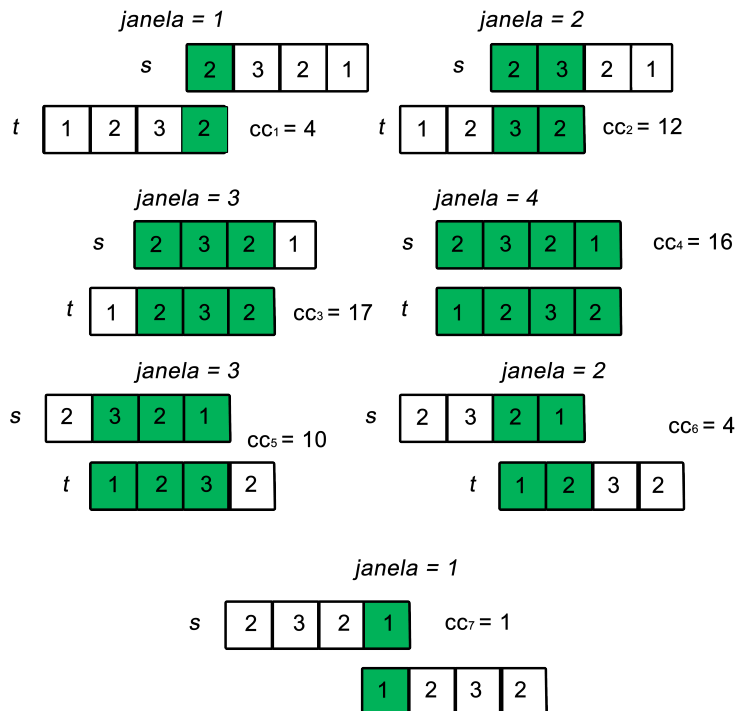 janela = 1
s 2 3 2 1
t 1 2 3 2 cc₁ = 4
janela = 2
s 2 3 2 1
t 1 2 3 2 cc₂ = 12
janela = 3
s 2 3 2 1
t 1 2 3 2 cc₃ = 17
janela = 4
s 2 3 2 1 cc₄ = 16
t 1 2 3 2
janela = 3
s 2 3 2 1
cc₅ = 10
t 1 2 3 2
janela = 2
s 2 3 2 1 cc₆ = 4
t 1 2 3 2
janela = 1
s 2 3 2 1 cc₇ = 1
1 2 3 2